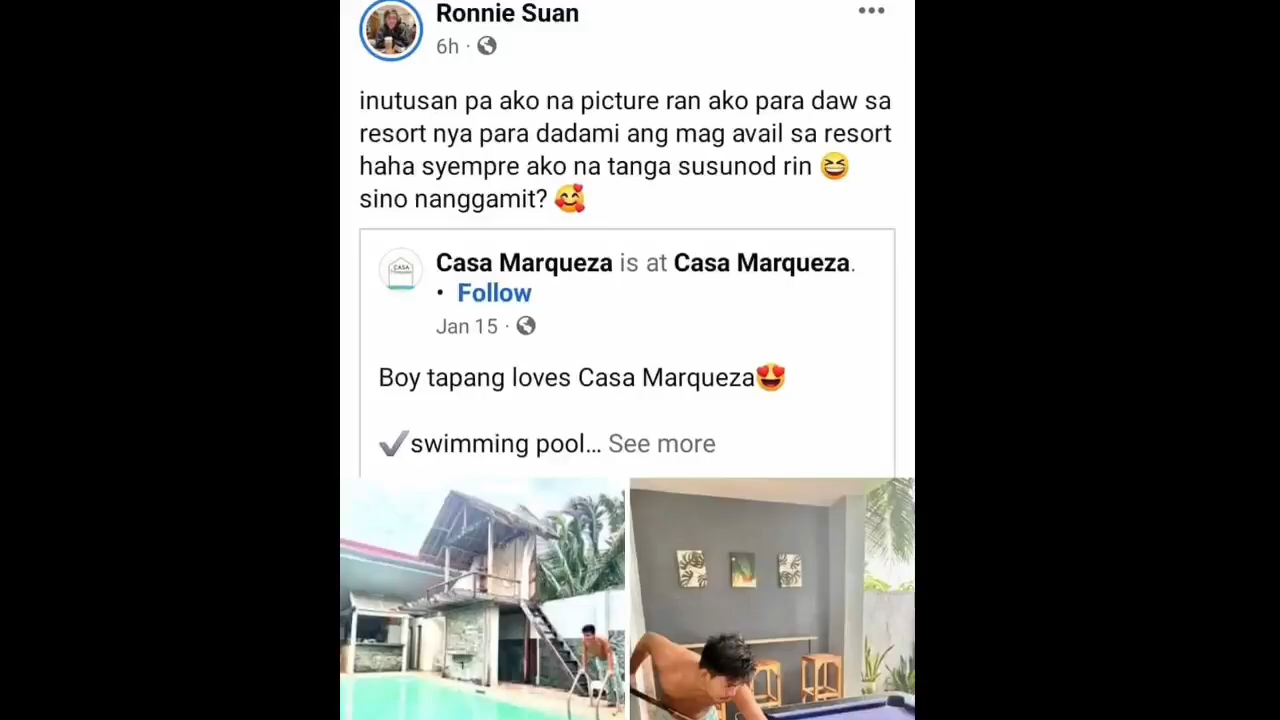 Ronnie Suan
6h ·
inutusan pa ako na picture ran ako para daw sa
resort nya para dadami ang mag avail sa resort
haha syempre ako na tanga susunod rin 😆
sino nanggamit? 🥰
CASA
Casa Marqueza is at Casa Marqueza.
• Follow
Jan 15 ·
Boy tapang loves Casa Marqueza😍
✔️swimming pool... See more